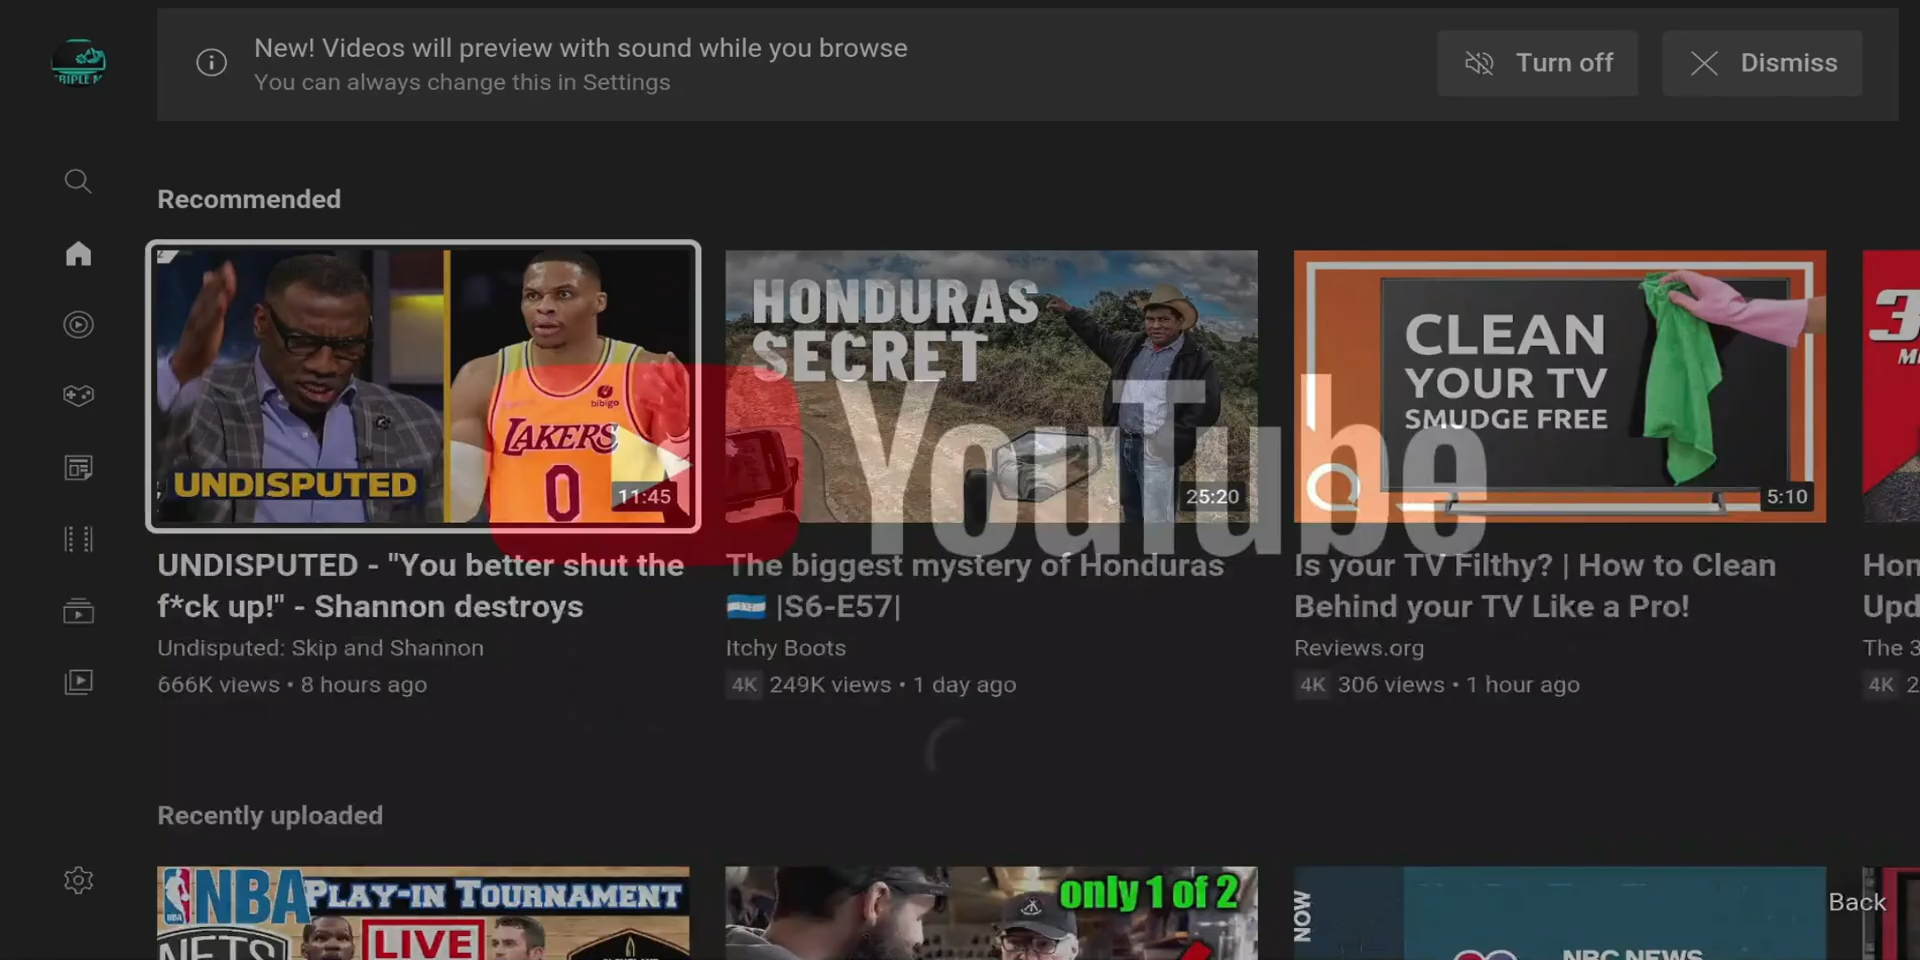 New! Videos will preview with sound while you browse
You can always change this in Settings
Turn off
Dismiss
Recommended
UNDISPUTED
LAKERS
bibigo
0
11:45
HONDURAS
SECRET
25:20
CLEAN
YOUR TV
SMUDGE FREE
5:10
YouTube
UNDISPUTED - "You better shut the
f*ck up!" - Shannon destroys
Undisputed: Skip and Shannon
666K views • 8 hours ago
The biggest mystery of Honduras
🇭🇳 |S6-E57|
Itchy Boots
4K 249K views • 1 day ago
Is your TV Filthy? | How to Clean
Behind your TV Like a Pro!
Reviews.org
4K 306 views • 1 hour ago
4K
Recently uploaded
NBA PLAY-IN TOURNAMENT
NETS
LIVE
only 1 of 2
NOW
NBC NEWS
Back